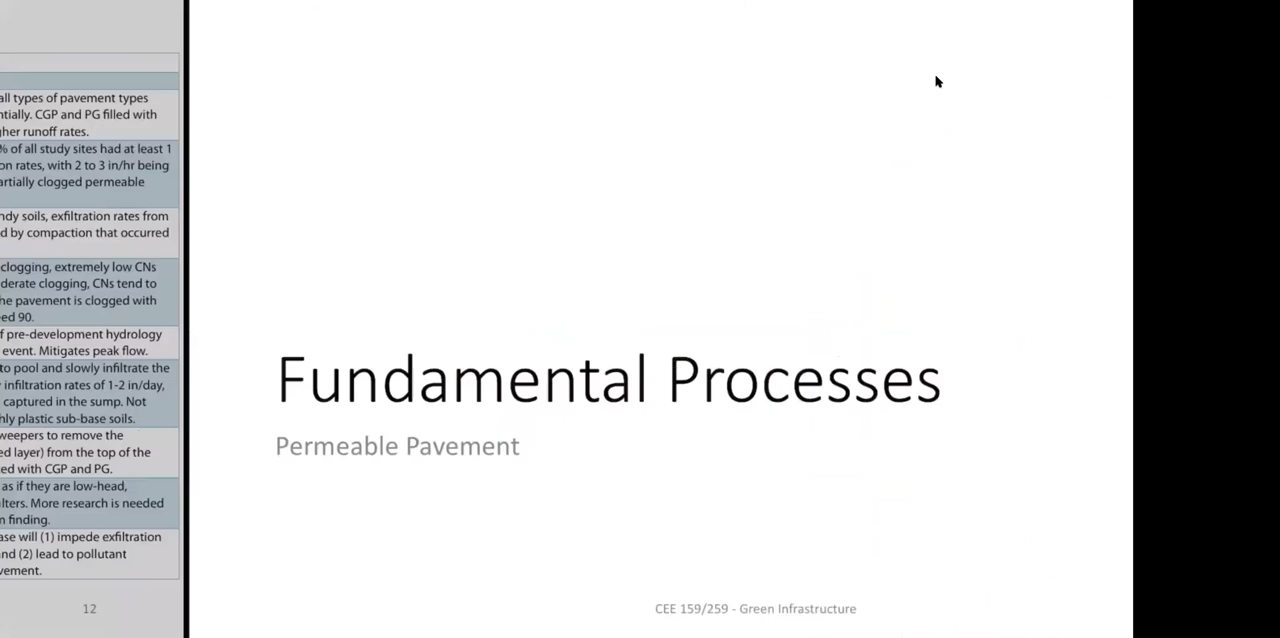 all types of pavement types
ntially. CGP and PG filled with
gher runoff rates.
% of all study sites had at least 1
on rates, with 2 to 3 in/hr being
artially clogged permeable
ndy soils, exfiltration rates from
d by compaction that occurred
clogging, extremely low CNs
derate clogging, CNs tend to
he pavement is clogged with
ed 90.
f pre-development hydrology
event. Mitigates peak flow.
to pool and slowly infiltrate the
infiltration rates of 1-2 in/day,
captured in the sump. Not
hly plastic sub-base soils.
weepers to remove the
ed layer) from the top of the
ed with CGP and PG.
as if they are low-head,
lters. More research is needed
n finding.
ase will (1) impede exfiltration
nd (2) lead to pollutant
vement.
12
Fundamental Processes
Permeable Pavement
CEE 159/259 - Green Infrastructure